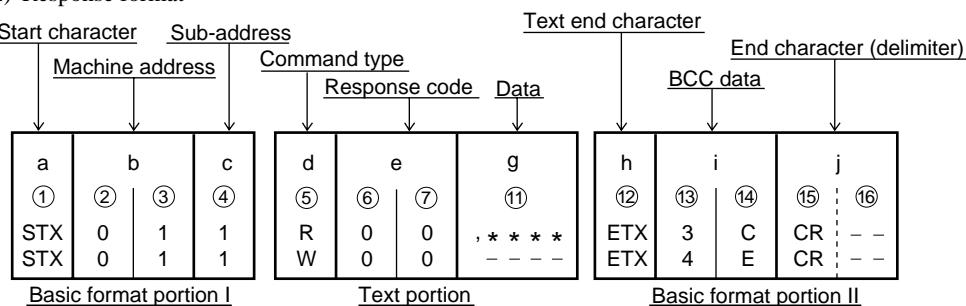 Response format
Start character Sub-address Text end character
Machine address Command type End character (delimiter)
Response code Data BCC data
a b c d e g h i j
① ② ③ ④ ⑤ ⑥ ⑦ ⑪ ⑫ ⑬ ⑭ ⑮ ⑯
STX 0 1 1 R 0 0 , * * * * ETX 3 C CR – –
STX 0 1 1 W 0 0 – – – – ETX 4 E CR – –
Basic format portion I Text portion Basic format portion II